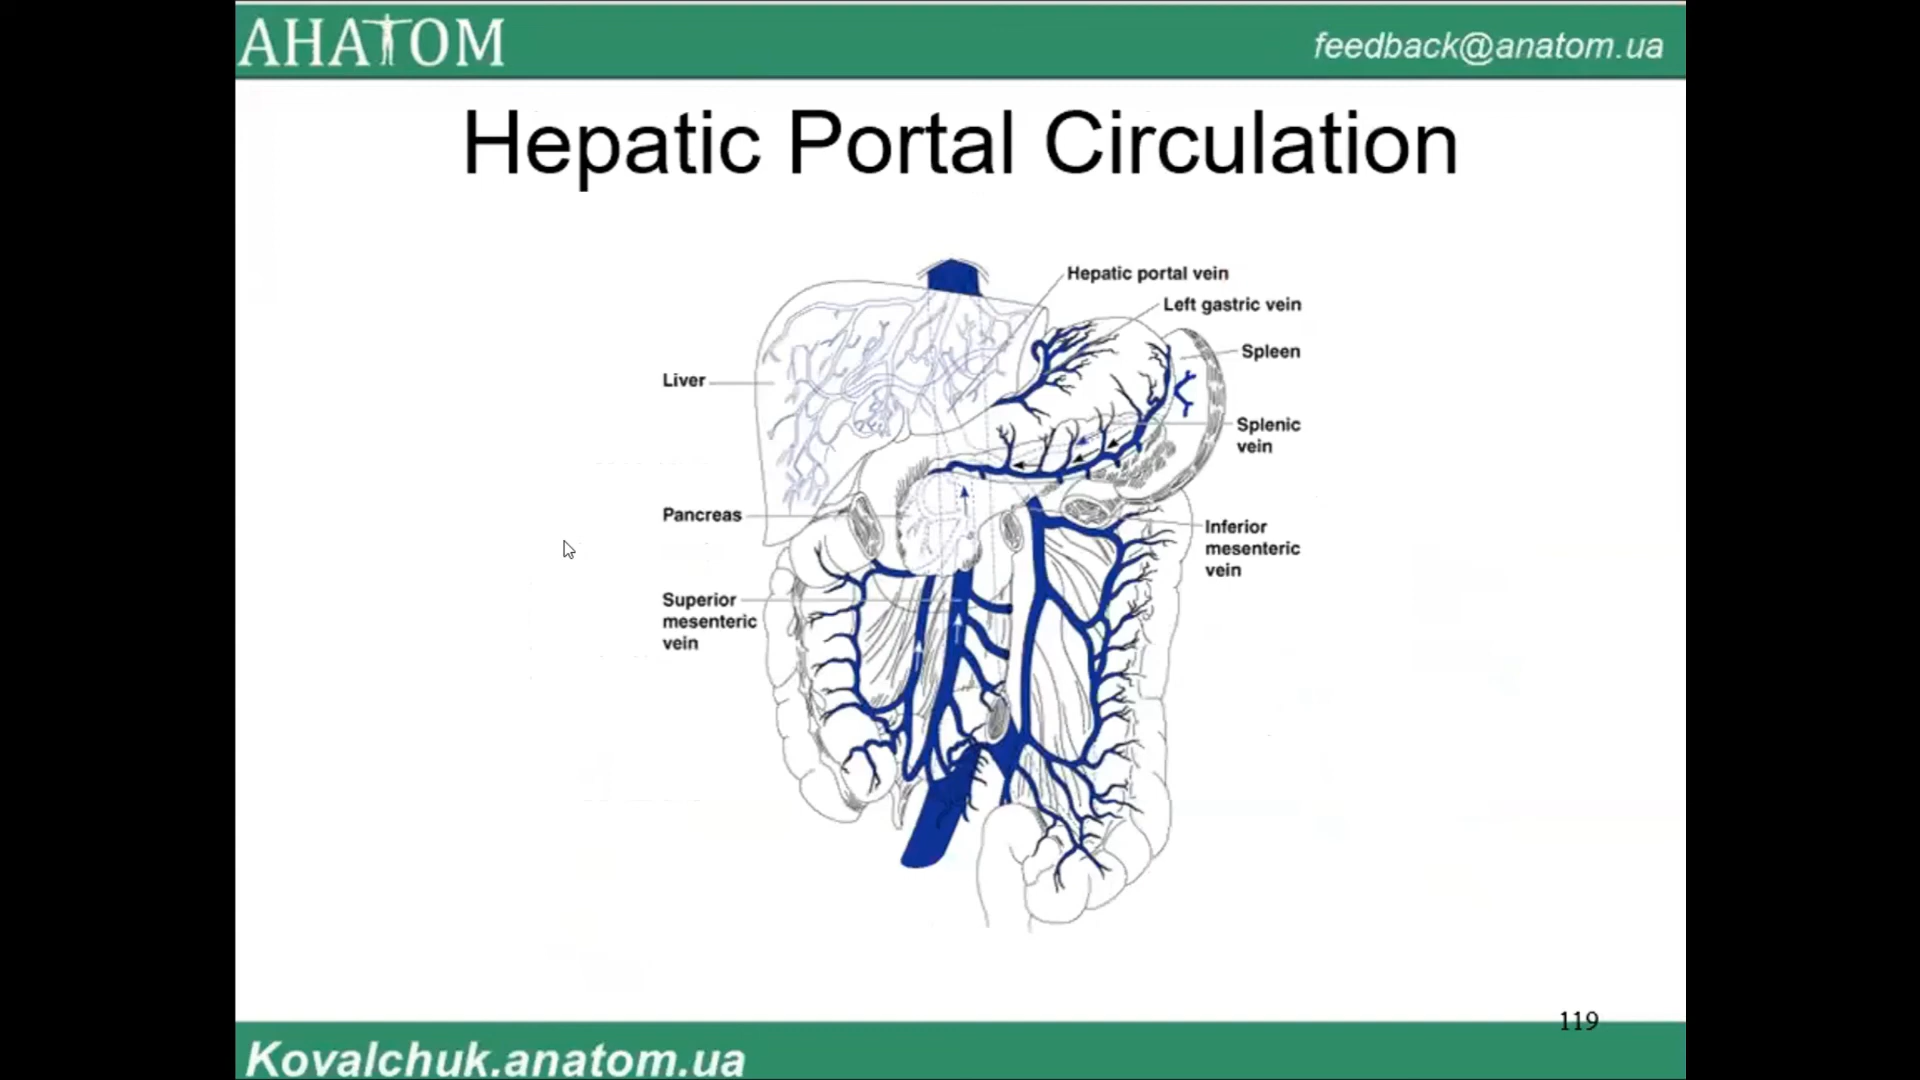 АНАТОМ
feedback@anatom.ua
Hepatic Portal Circulation
Hepatic portal vein
Left gastric vein
Spleen
Liver
Splenic
vein
Pancreas
Inferior
mesenteric
vein
Superior
mesenteric
vein
119
Kovalchuk.anatom.ua